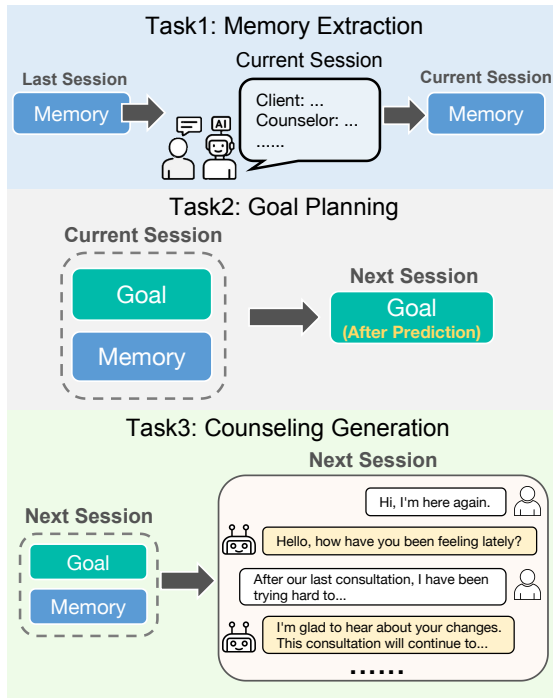 Task1: Memory Extraction
Last Session
Memory
Current Session
AI
Client: ...
Counselor: ...
......
Current Session
Memory
Task2: Goal Planning
Current Session
Goal
Memory
Next Session
Goal
(After Prediction)
Task3: Counseling Generation
Next Session
Goal
Memory
Next Session
Hi, I'm here again.
Hello, how have you been feeling lately?
After our last consultation, I have been
trying hard to...
I'm glad to hear about your changes.
This consultation will continue to...
......